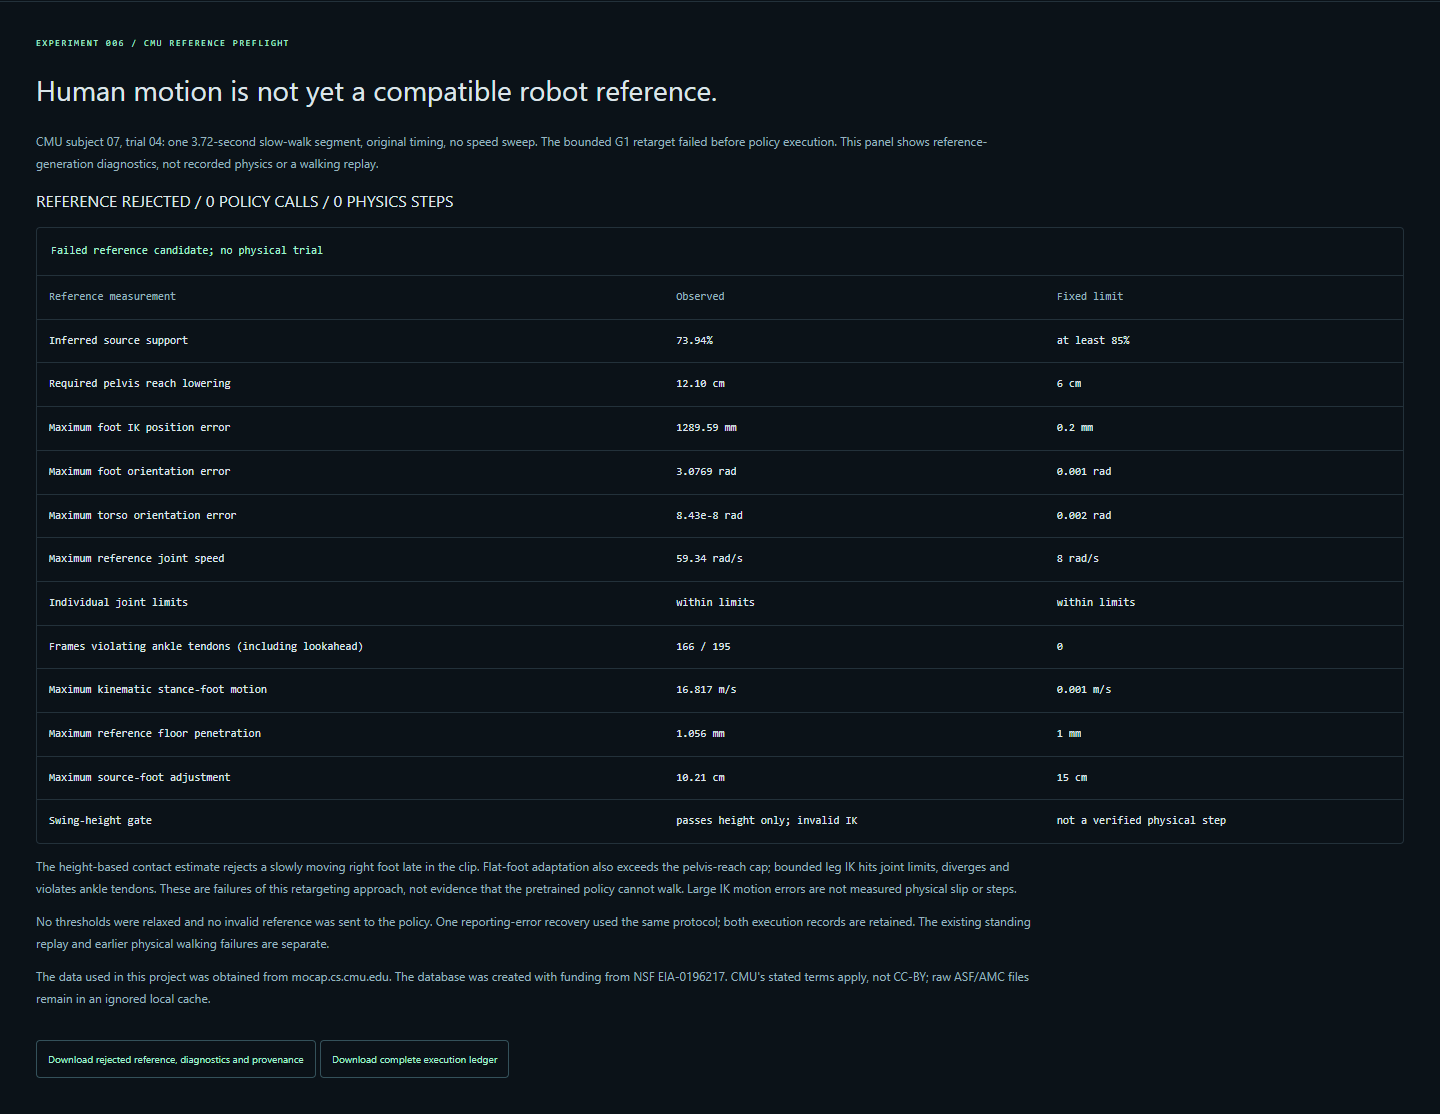 EXPERIMENT 006 / CMU REFERENCE PREFLIGHT
Human motion is not yet a compatible robot reference.
CMU subject 07, trial 04: one 3.72-second slow-walk segment, original timing, no speed sweep. The bounded G1 retarget failed before policy execution. This panel shows reference-
generation diagnostics, not recorded physics or a walking replay.
REFERENCE REJECTED / 0 POLICY CALLS / 0 PHYSICS STEPS
Failed reference candidate; no physical trial
Reference measurement Observed Fixed limit
Inferred source support 73.94% at least 85%
Required pelvis reach lowering 12.10 cm 6 cm
Maximum foot IK position error 1289.59 mm 0.2 mm
Maximum foot orientation error 3.0769 rad 0.001 rad
Maximum torso orientation error 8.43e-8 rad 0.002 rad
Maximum reference joint speed 59.34 rad/s 8 rad/s
Individual joint limits within limits within limits
Frames violating ankle tendons (including lookahead) 166 / 195 0
Maximum kinematic stance-foot motion 16.817 m/s 0.001 m/s
Maximum reference floor penetration 1.056 mm 1 mm
Maximum source-foot adjustment 10.21 cm 15 cm
Swing-height gate passes height only; invalid IK not a verified physical step
The height-based contact estimate rejects a slowly moving right foot late in the clip. Flat-foot adaptation also exceeds the pelvis-reach cap; bounded leg IK hits joint limits, diverges and
violates ankle tendons. These are failures of this retargeting approach, not evidence that the pretrained policy cannot walk. Large IK motion errors are not measured physical slip or steps.
No thresholds were relaxed and no invalid reference was sent to the policy. One reporting-error recovery used the same protocol; both execution records are retained. The existing standing
replay and earlier physical walking failures are separate.
The data used in this project was obtained from mocap.cs.cmu.edu. The database was created with funding from NSF EIA-0196217. CMU's stated terms apply, not CC-BY; raw ASF/AMC files
remain in an ignored local cache.
Download rejected reference, diagnostics and provenance Download complete execution ledger